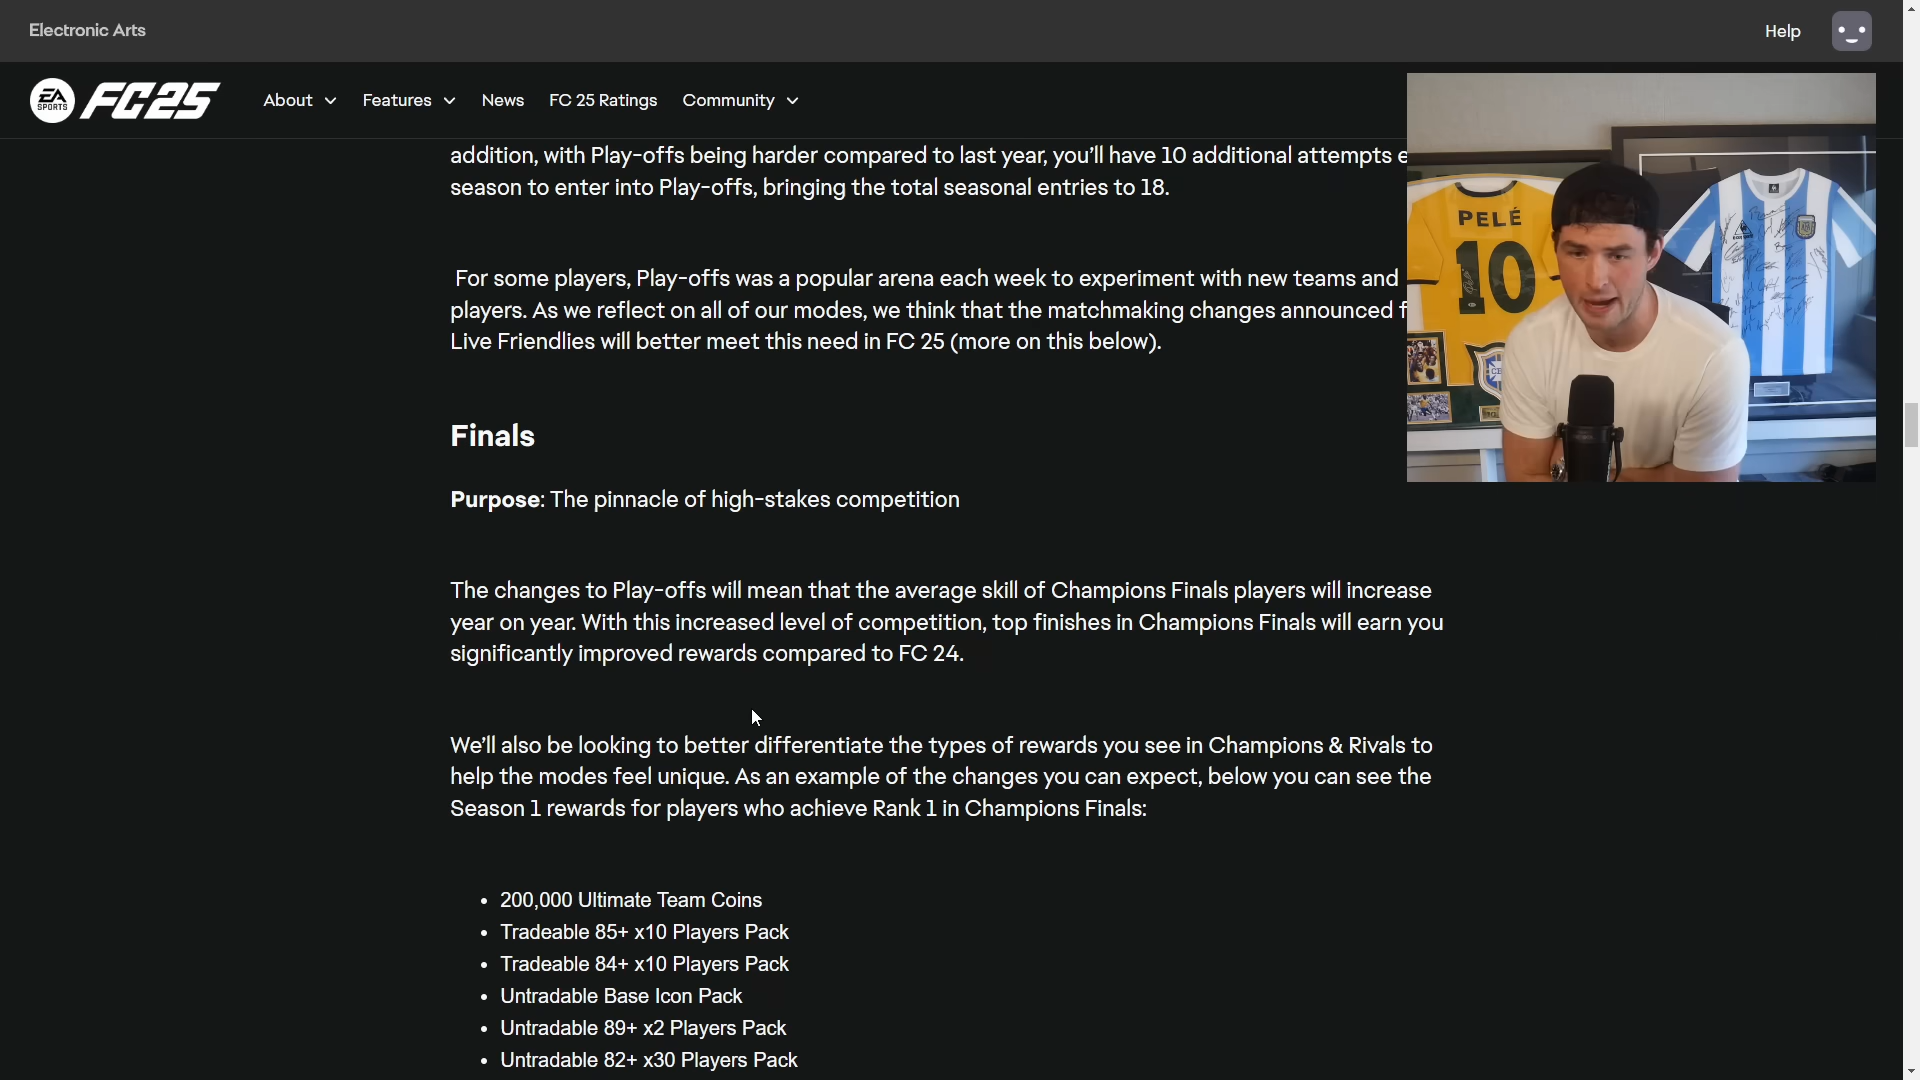 Electronic Arts
Help
EA SPORTS FC25
About
Features
News
FC 25 Ratings
Community
addition, with Play-offs being harder compared to last year, you'll have 10 additional attempts
season to enter into Play-offs, bringing the total seasonal entries to 18.
For some players, Play-offs was a popular arena each week to experiment with new teams and
players. As we reflect on all of our modes, we think that the matchmaking changes announced
Live Friendlies will better meet this need in FC 25 (more on this below).
PELÉ
10
Finals
Purpose: The pinnacle of high-stakes competition
The changes to Play-offs will mean that the average skill of Champions Finals players will increase
year on year. With this increased level of competition, top finishes in Champions Finals will earn you
significantly improved rewards compared to FC 24.
We'll also be looking to better differentiate the types of rewards you see in Champions & Rivals to
help the modes feel unique. As an example of the changes you can expect, below you can see the
Season 1 rewards for players who achieve Rank 1 in Champions Finals:
• 200,000 Ultimate Team Coins
• Tradeable 85+ x10 Players Pack
• Tradeable 84+ x10 Players Pack
• Untradable Base Icon Pack
• Untradable 89+ x2 Players Pack
• Untradable 82+ x30 Players Pack